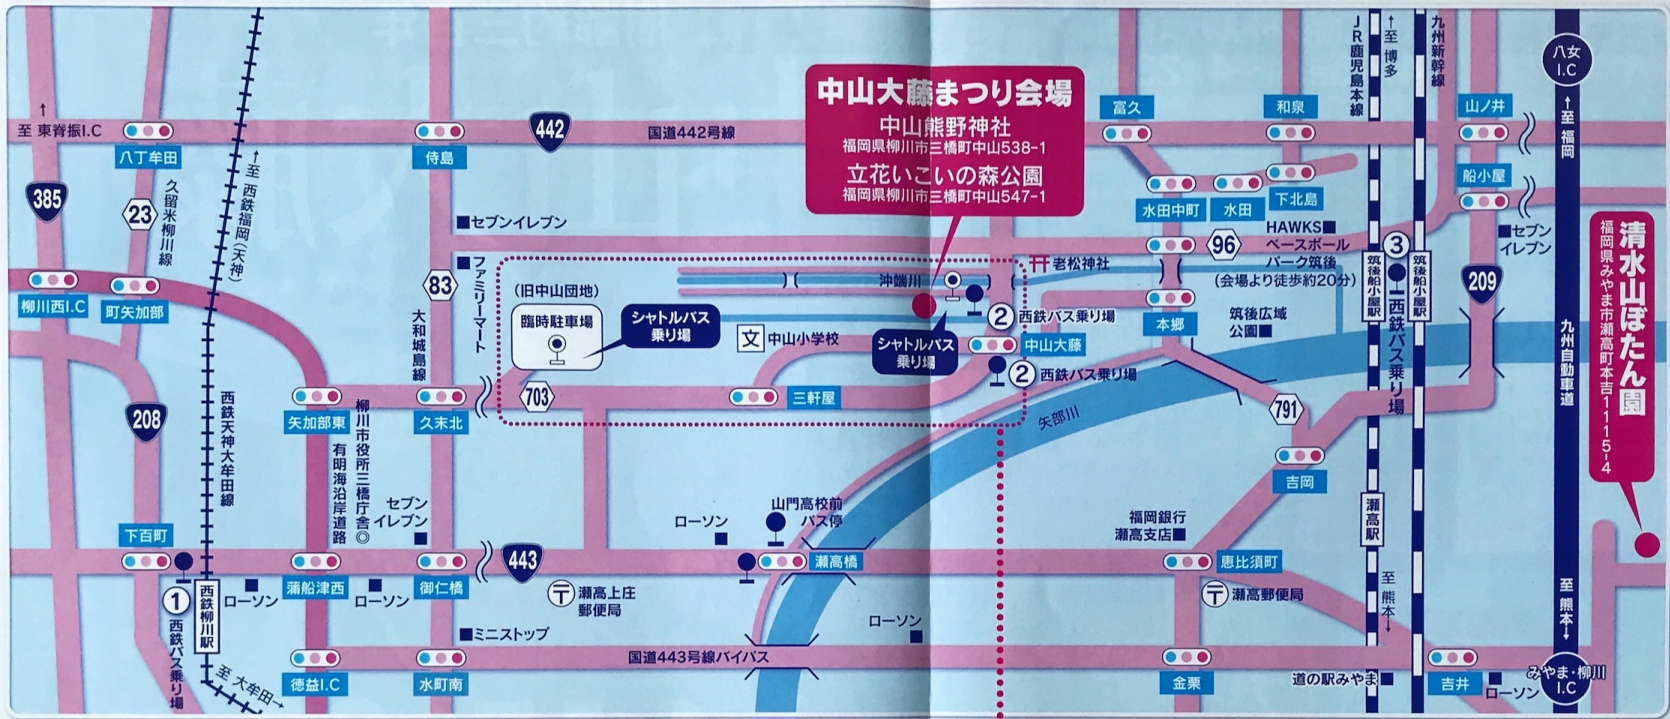 中山大藤まつり会場
中山熊野神社
福岡県柳川市三橋町中山538-1
立花いこいの森公園
福岡県柳川市三橋町中山547-1
八女
I.C
JR鹿児島本線
↑至 博多
九州新幹線
富久
和泉
山ノ井
↑至 東脊振I.C
八丁牟田
侍島
442
国道442号線
↑至 福岡
385
23
久留米柳川線
↑至 西鉄福岡(天神)
■セブンイレブン
水田中町
水田
下北島
船小屋
96
HAWKS■
ベースボール
パーク筑後
(会場より徒歩約20分)
3
西鉄バス乗り場
■セブン
イレブン
清水山ぼたん園
福岡県みやま市瀬高町本吉1115-4
柳川西I.C
町矢加部
83
■ファミリーマート
大和城島線
(旧中山団地)
臨時駐車場
シャトルバス
乗り場
文
中山小学校
沖端川
老松神社
シャトルバス
乗り場
2
西鉄バス乗り場
中山大藤
2
西鉄バス乗り場
本郷
筑後広域
公園■
筑後船小屋駅
筑後船小屋駅
209
九州自動車道
208
西鉄天神大牟田線
矢加部東
久末北
703
三軒屋
矢部川
791
吉岡
柳川市役所三橋庁舎◎
有明海沿岸道路
セブン
イレブン
■
ローソン
■
山門高校前
バス停
福岡銀行
瀬高支店■
瀬高駅
下百町
蒲船津西
御仁橋
443
瀬高橋
恵比須町
1
西鉄バス乗り場
西鉄柳川駅
■
ローソン
■
ローソン
〒
瀬高上庄
郵便局
〒
瀬高郵便局
ローソン
■
至 熊本↓
至 熊本↓
■ミニストップ
国道443号線バイパス
至 大牟田→
徳益I.C
水町南
金栗
道の駅みやま■
吉井
■
ローソン
みやま・柳川
I.C